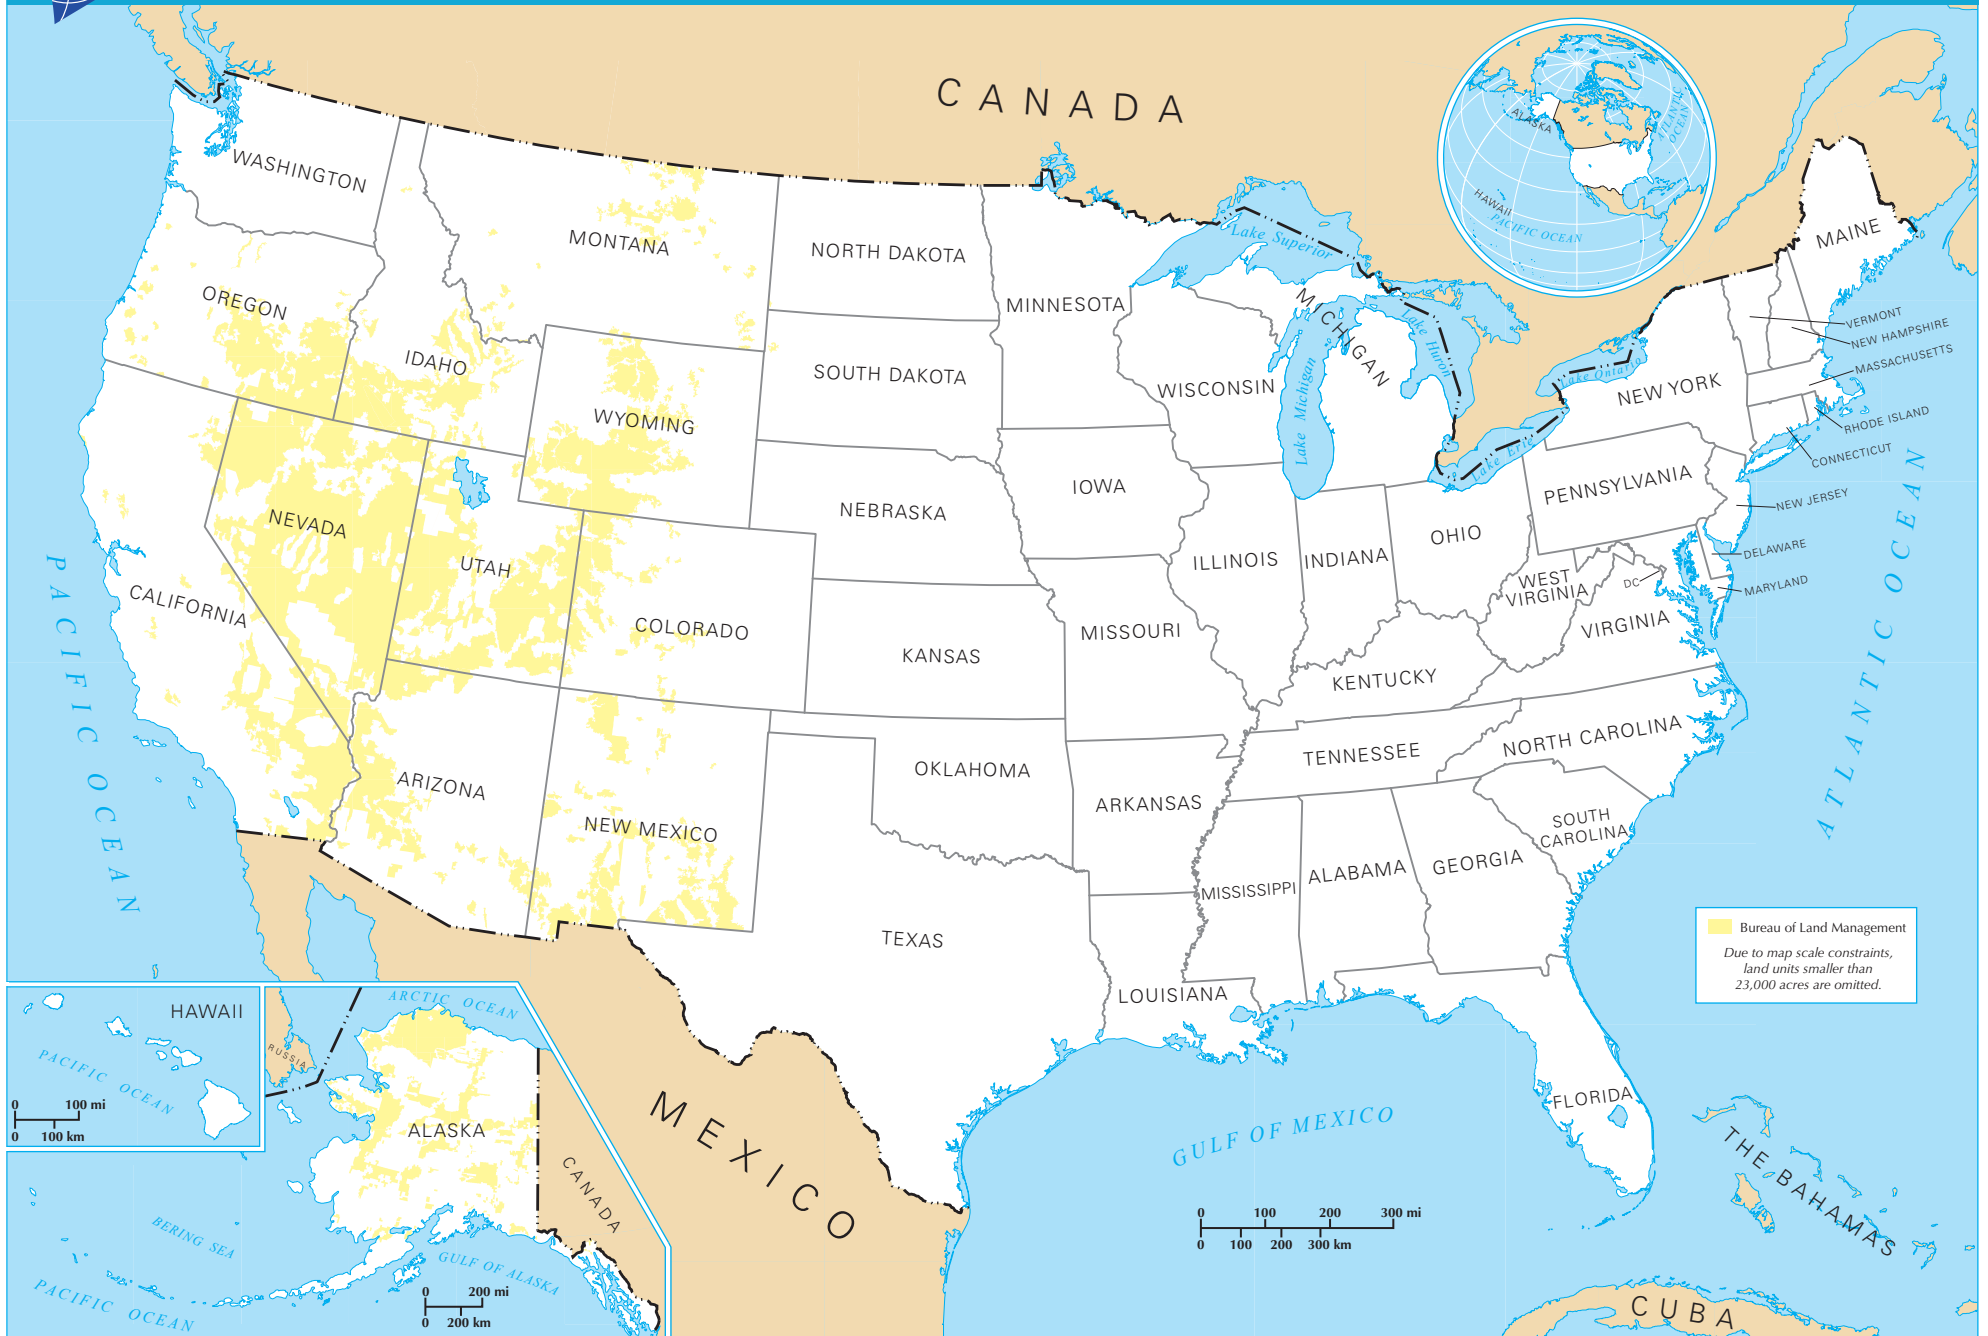 CANADA
WASHINGTON
MONTANA
NORTH DAKOTA
MINNESOTA
Lake Superior
MICHIGAN
Lake Huron
Lake Michigan
Lake Ontario
Lake Erie
ALASKA
HAWAII
PACIFIC OCEAN
ATLANTIC
OCEAN
MAINE
VERMONT
NEW HAMPSHIRE
MASSACHUSETTS
RHODE ISLAND
CONNECTICUT
NEW YORK
OREGON
IDAHO
WYOMING
SOUTH DAKOTA
WISCONSIN
PENNSYLVANIA
NEW JERSEY
DELAWARE
MARYLAND
DC
NEVADA
UTAH
NEBRASKA
IOWA
ILLINOIS
INDIANA
OHIO
WEST
VIRGINIA
VIRGINIA
CALIFORNIA
COLORADO
KANSAS
MISSOURI
KENTUCKY
PACIFIC OCEAN
ATLANTIC OCEAN
ARIZONA
NEW MEXICO
OKLAHOMA
ARKANSAS
TENNESSEE
NORTH CAROLINA
SOUTH
CAROLINA
TEXAS
LOUISIANA
MISSISSIPPI
ALABAMA
GEORGIA
FLORIDA
Bureau of Land Management
Due to map scale constraints,
land units smaller than
23,000 acres are omitted.
HAWAII
PACIFIC OCEAN
0 100 mi
0 100 km
ARCTIC OCEAN
RUSSIA
ALASKA
CANADA
BERING SEA
GULF OF ALASKA
PACIFIC OCEAN
0 200 mi
0 200 km
MEXICO
GULF OF MEXICO
0 100 200 300 mi
0 100 200 300 km
THE BAHAMAS
CUBA